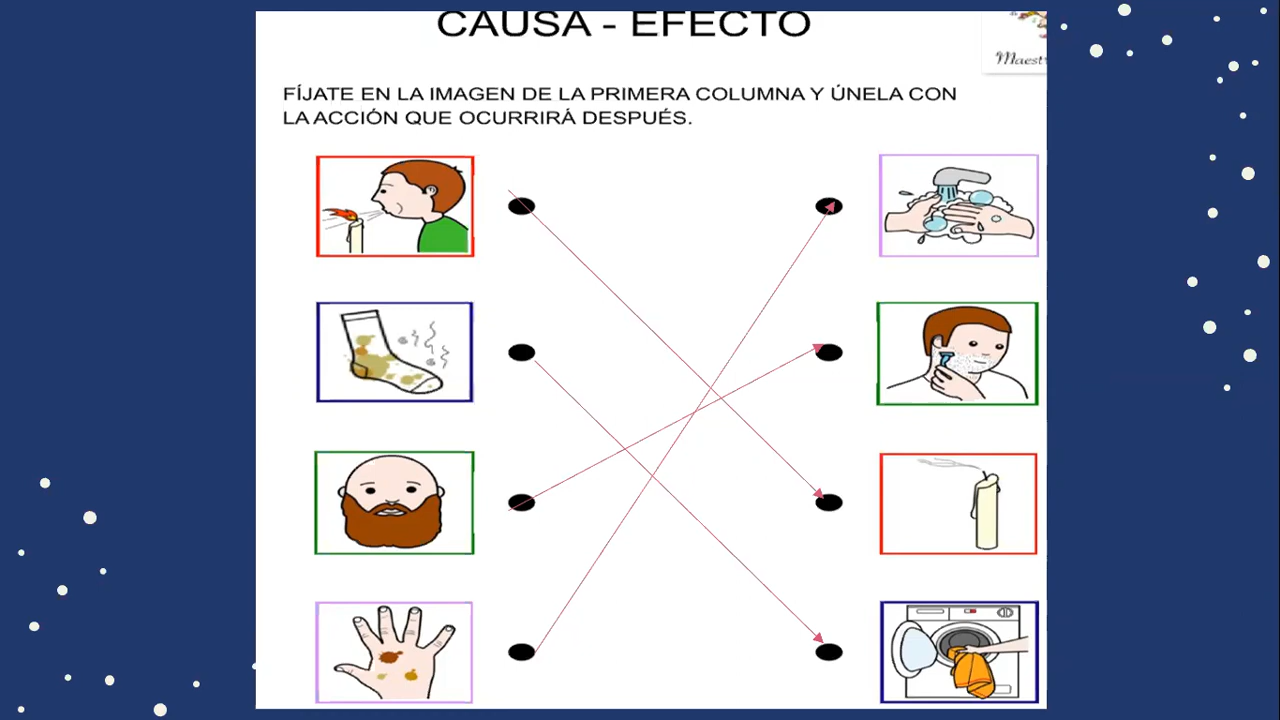 CAUSA - EFECTO
FÍJATE EN LA IMAGEN DE LA PRIMERA COLUMNA Y ÚNELA CON
LA ACCIÓN QUE OCURRIRÁ DESPUÉS.